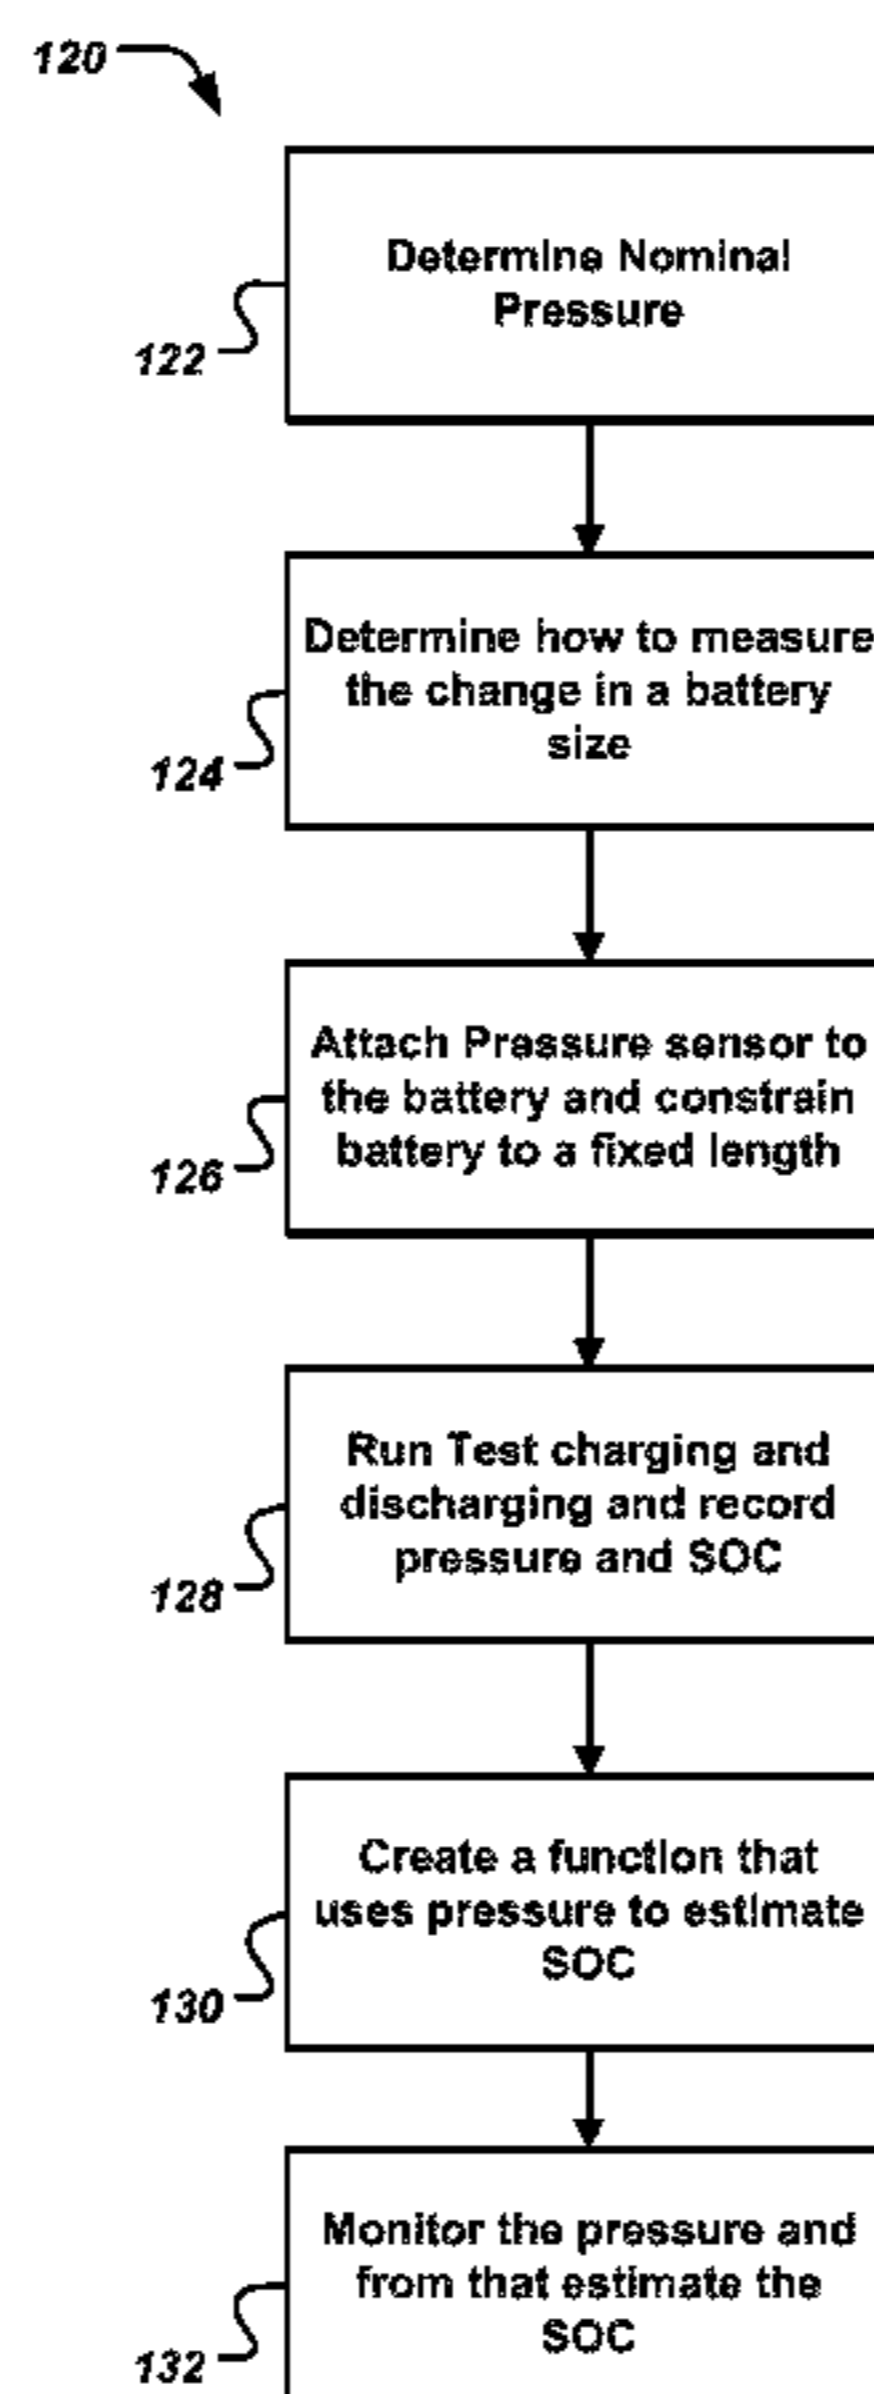 120
Determine Nominal
Pressure
122
Determine how to measure
the change in a battery
size
124
Attach Pressure sensor to
the battery and constrain
battery to a fixed length
126
Run Test charging and
discharging and record
pressure and SOC
128
Create a function that
uses pressure to estimate
SOC
130
Monitor the pressure and
from that estimate the
SOC
132